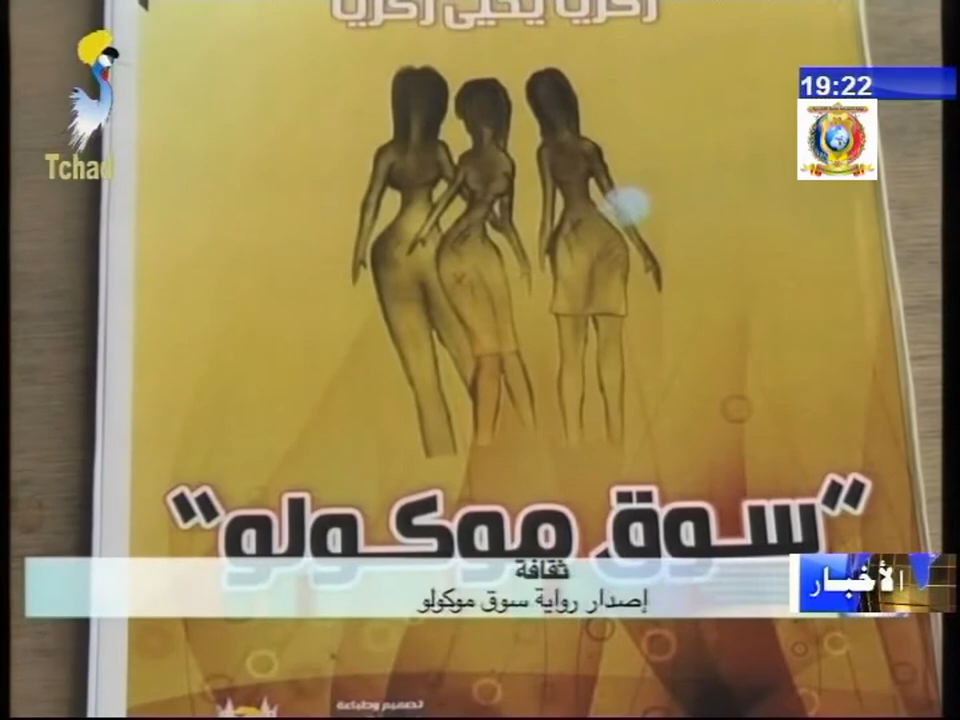 زكريا يحيى زكريا
19:22
Tchad
"سوق موكولو"
ثقافة
الأخبار
إصدار رواية سوق موكولو
تصميم وطباعة